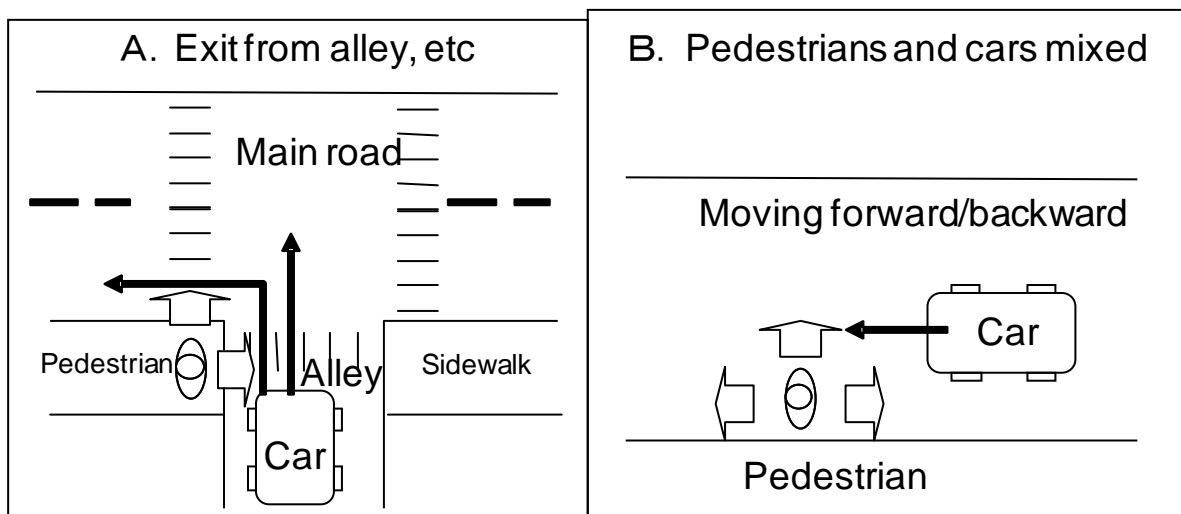 A. Exit from alley, etc
Main road
Pedestrian
Alley
Sidewalk
Car
B. Pedestrians and cars mixed
Moving forward/backward
Car
Pedestrian